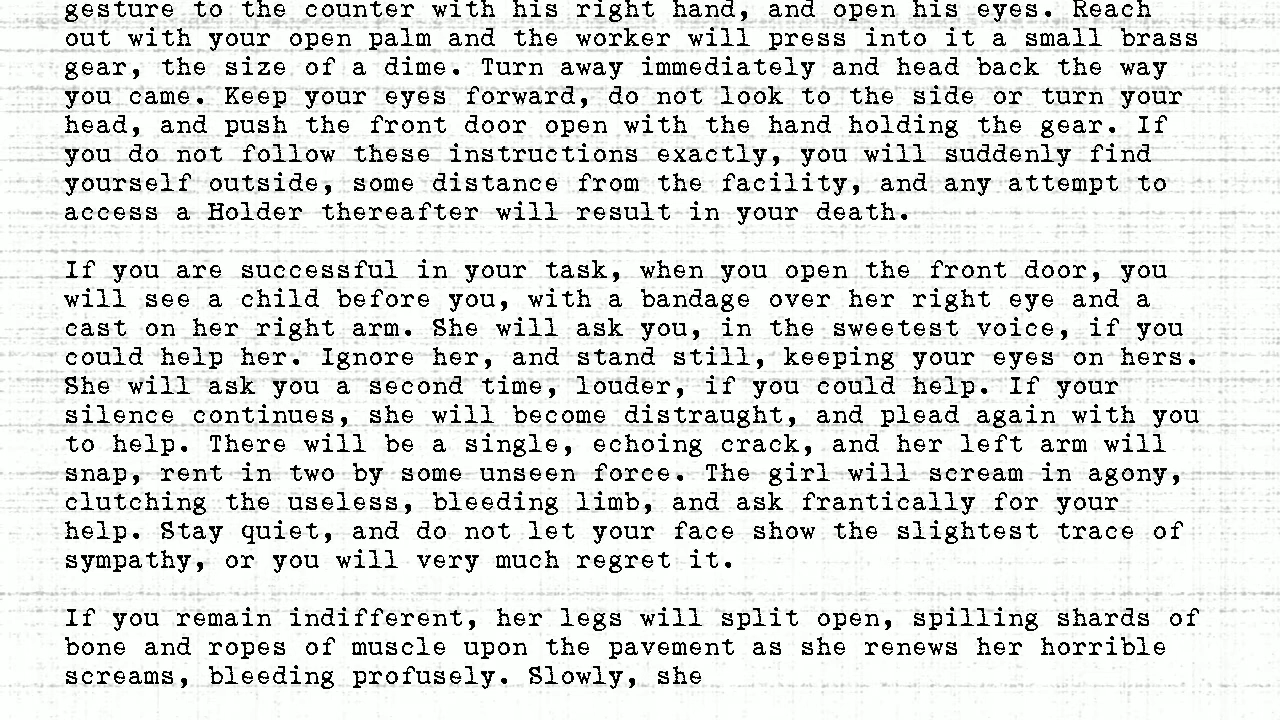 gesture to the counter with his right hand, and open his eyes. Reach
out with your open palm and the worker will press into it a small brass
gear, the size of a dime. Turn away immediately and head back the way
you came. Keep your eyes forward, do not look to the side or turn your
head, and push the front door open with the hand holding the gear. If
you do not follow these instructions exactly, you will suddenly find
yourself outside, some distance from the facility, and any attempt to
access a Holder thereafter will result in your death.
If you are successful in your task, when you open the front door, you
will see a child before you, with a bandage over her right eye and a
cast on her right arm. She will ask you, in the sweetest voice, if you
could help her. Ignore her, and stand still, keeping your eyes on hers.
She will ask you a second time, louder, if you could help. If your
silence continues, she will become distraught, and plead again with you
to help. There will be a single, echoing crack, and her left arm will
snap, rent in two by some unseen force. The girl will scream in agony,
clutching the useless, bleeding limb, and ask frantically for your
help. Stay quiet, and do not let your face show the slightest trace of
sympathy, or you will very much regret it.
If you remain indifferent, her legs will split open, spilling shards of
bone and ropes of muscle upon the pavement as she renews her horrible
screams, bleeding profusely. Slowly, she